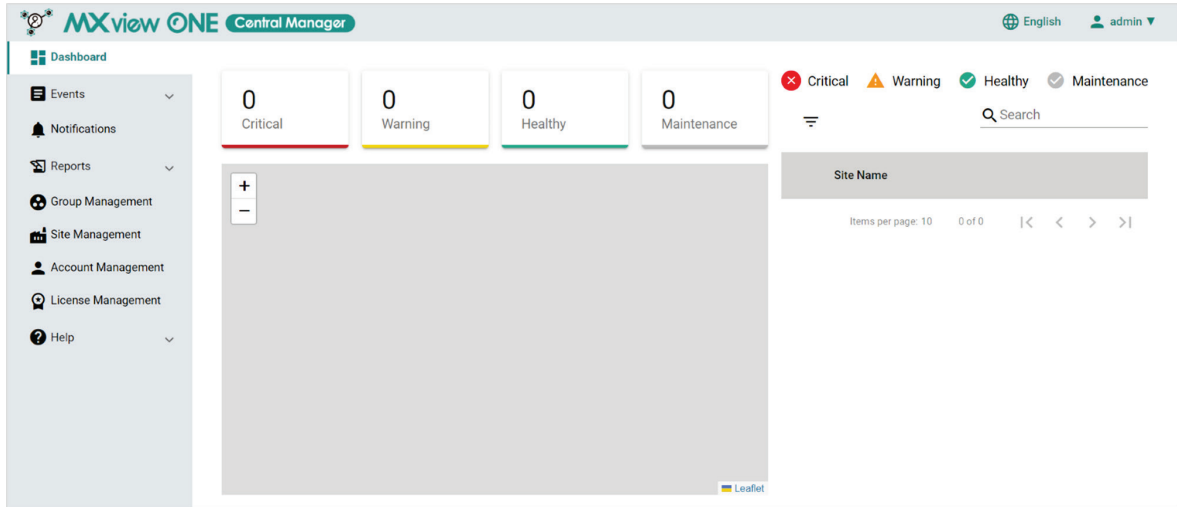 MXview ONE Central Manager
English
admin ▼
Dashboard
Events
Notifications
Reports
Group Management
Site Management
Account Management
License Management
Help
0
Critical
0
Warning
0
Healthy
0
Maintenance
+
−
Leaflet
Critical Warning Healthy Maintenance
Search
Site Name
Items per page: 10 0 of 0 |< < > >|